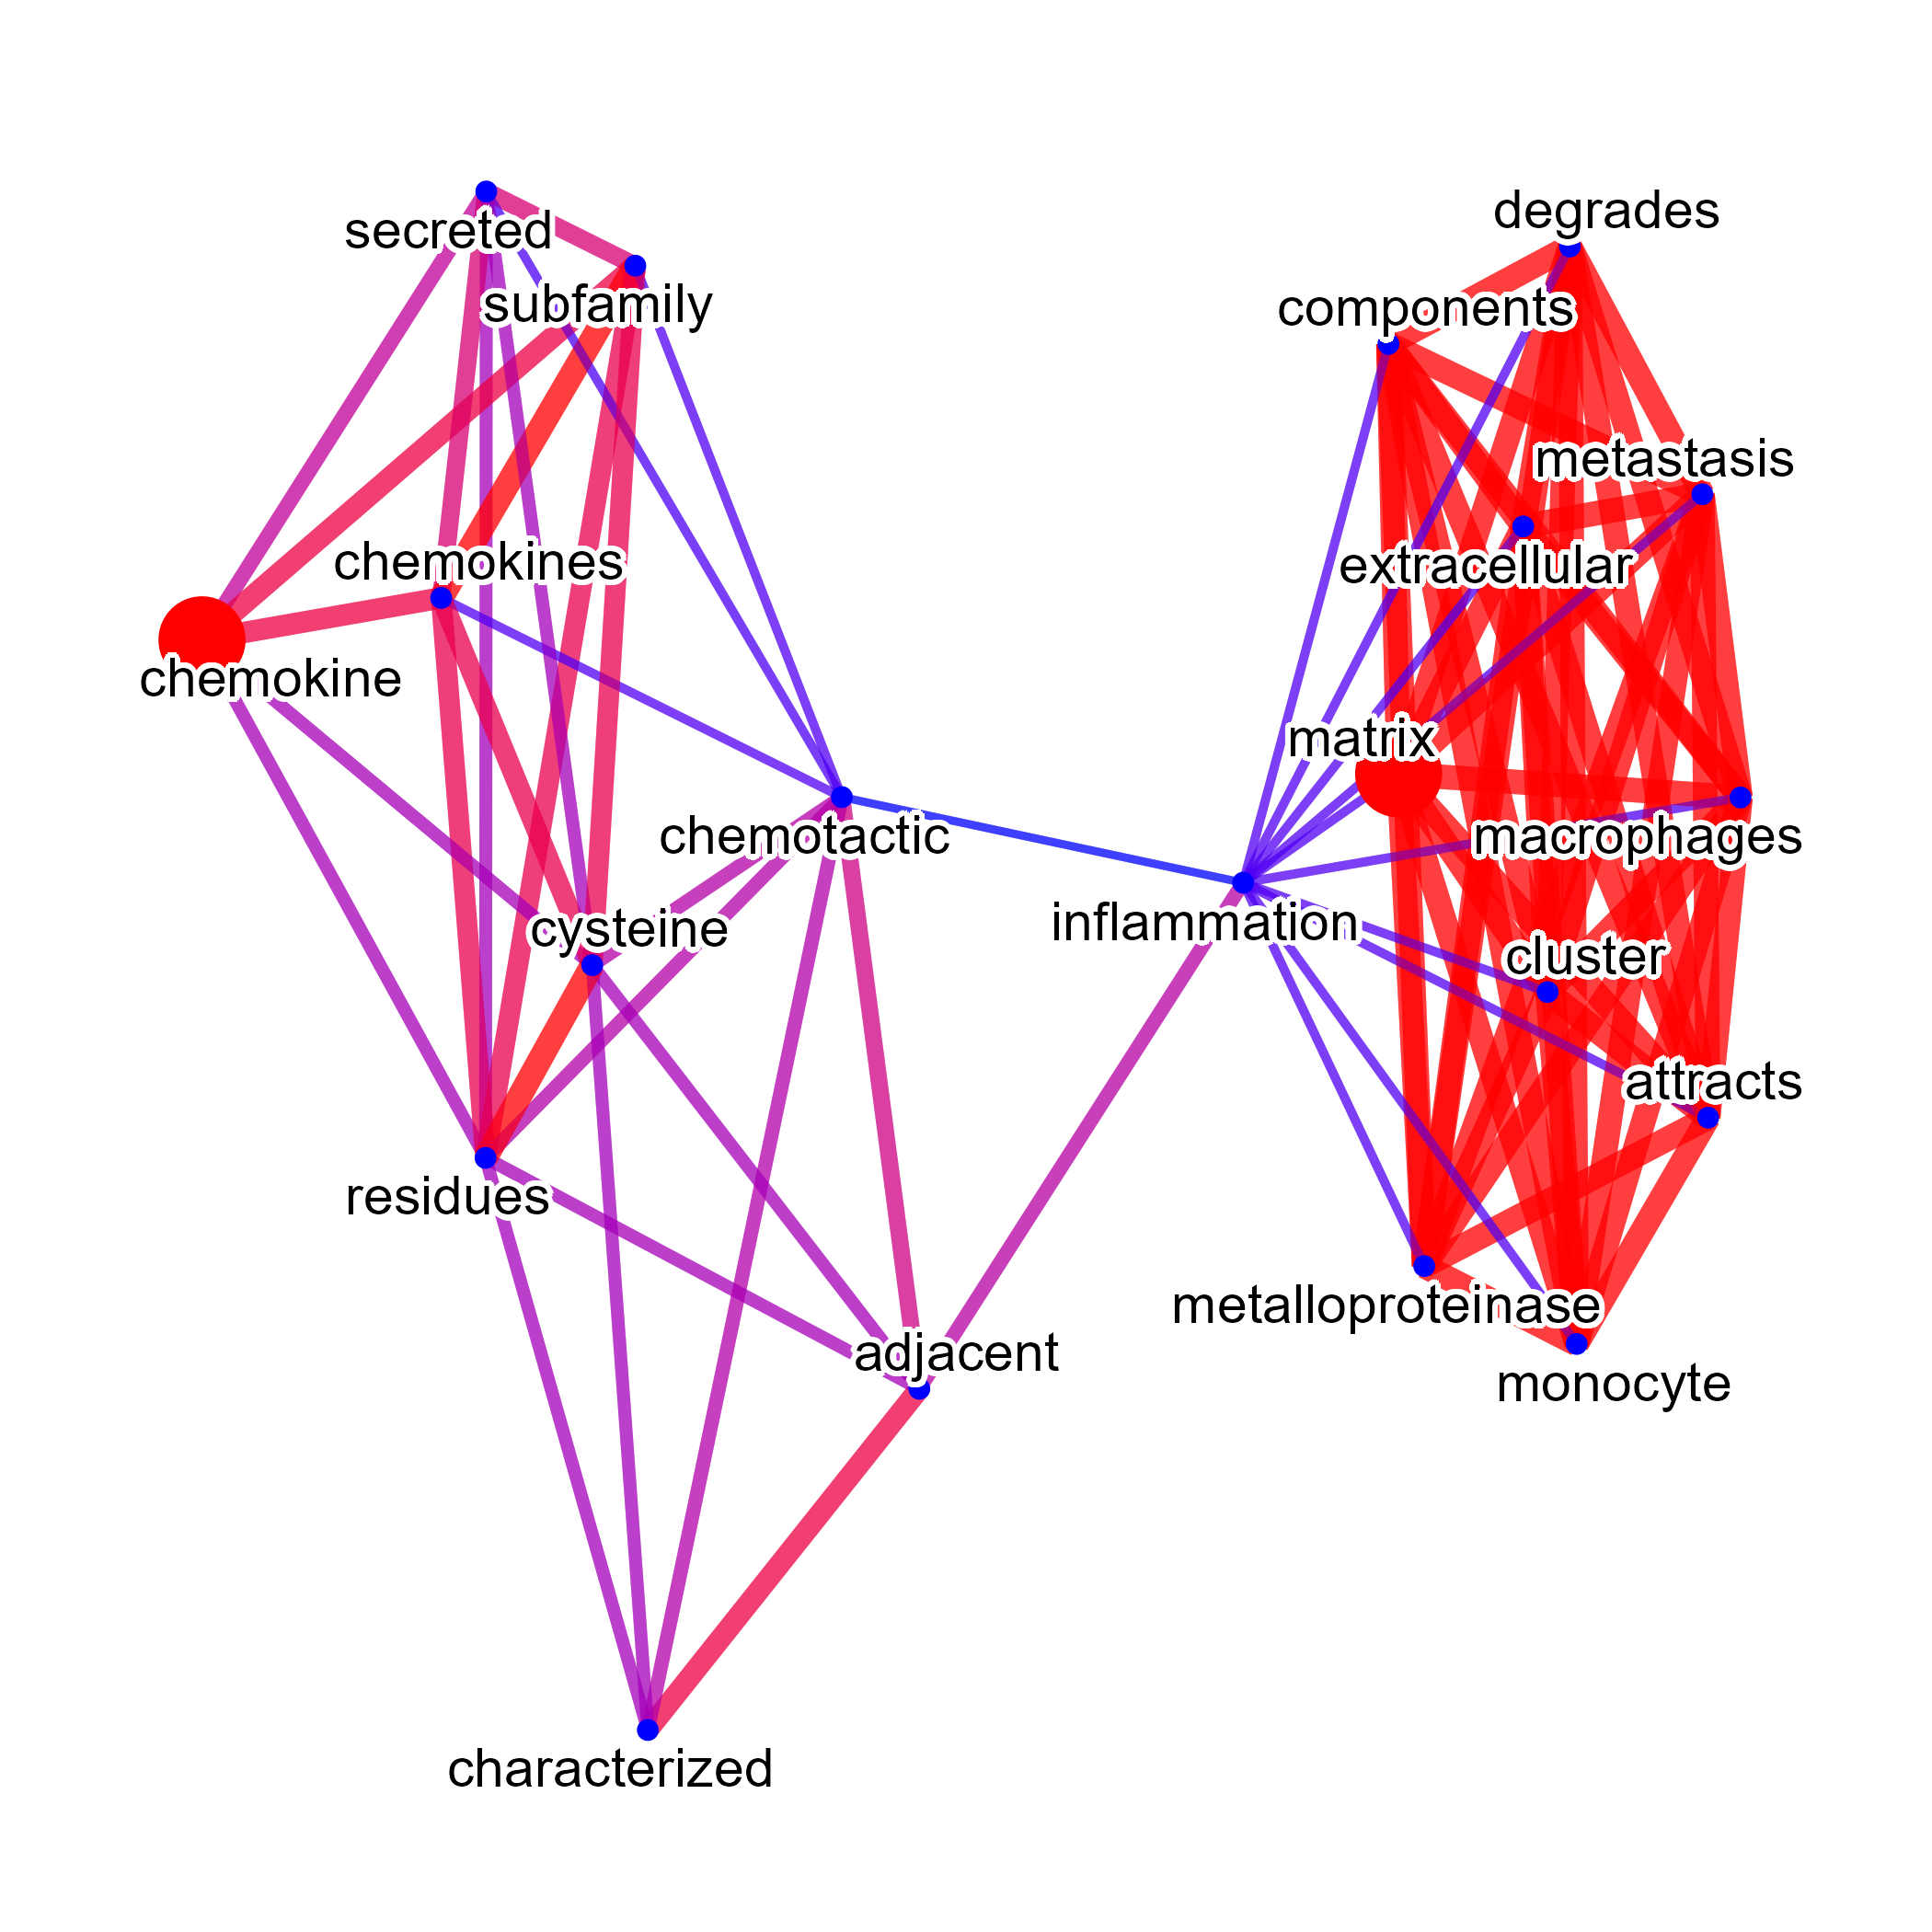 degrades
secreted
subfamily
components
metastasis
chemokines
extracellular
chemokine
matrix
chemotactic
macrophages
cysteine
inflammation
cluster
attracts
residues
metalloproteinase
adjacent
monocyte
characterized